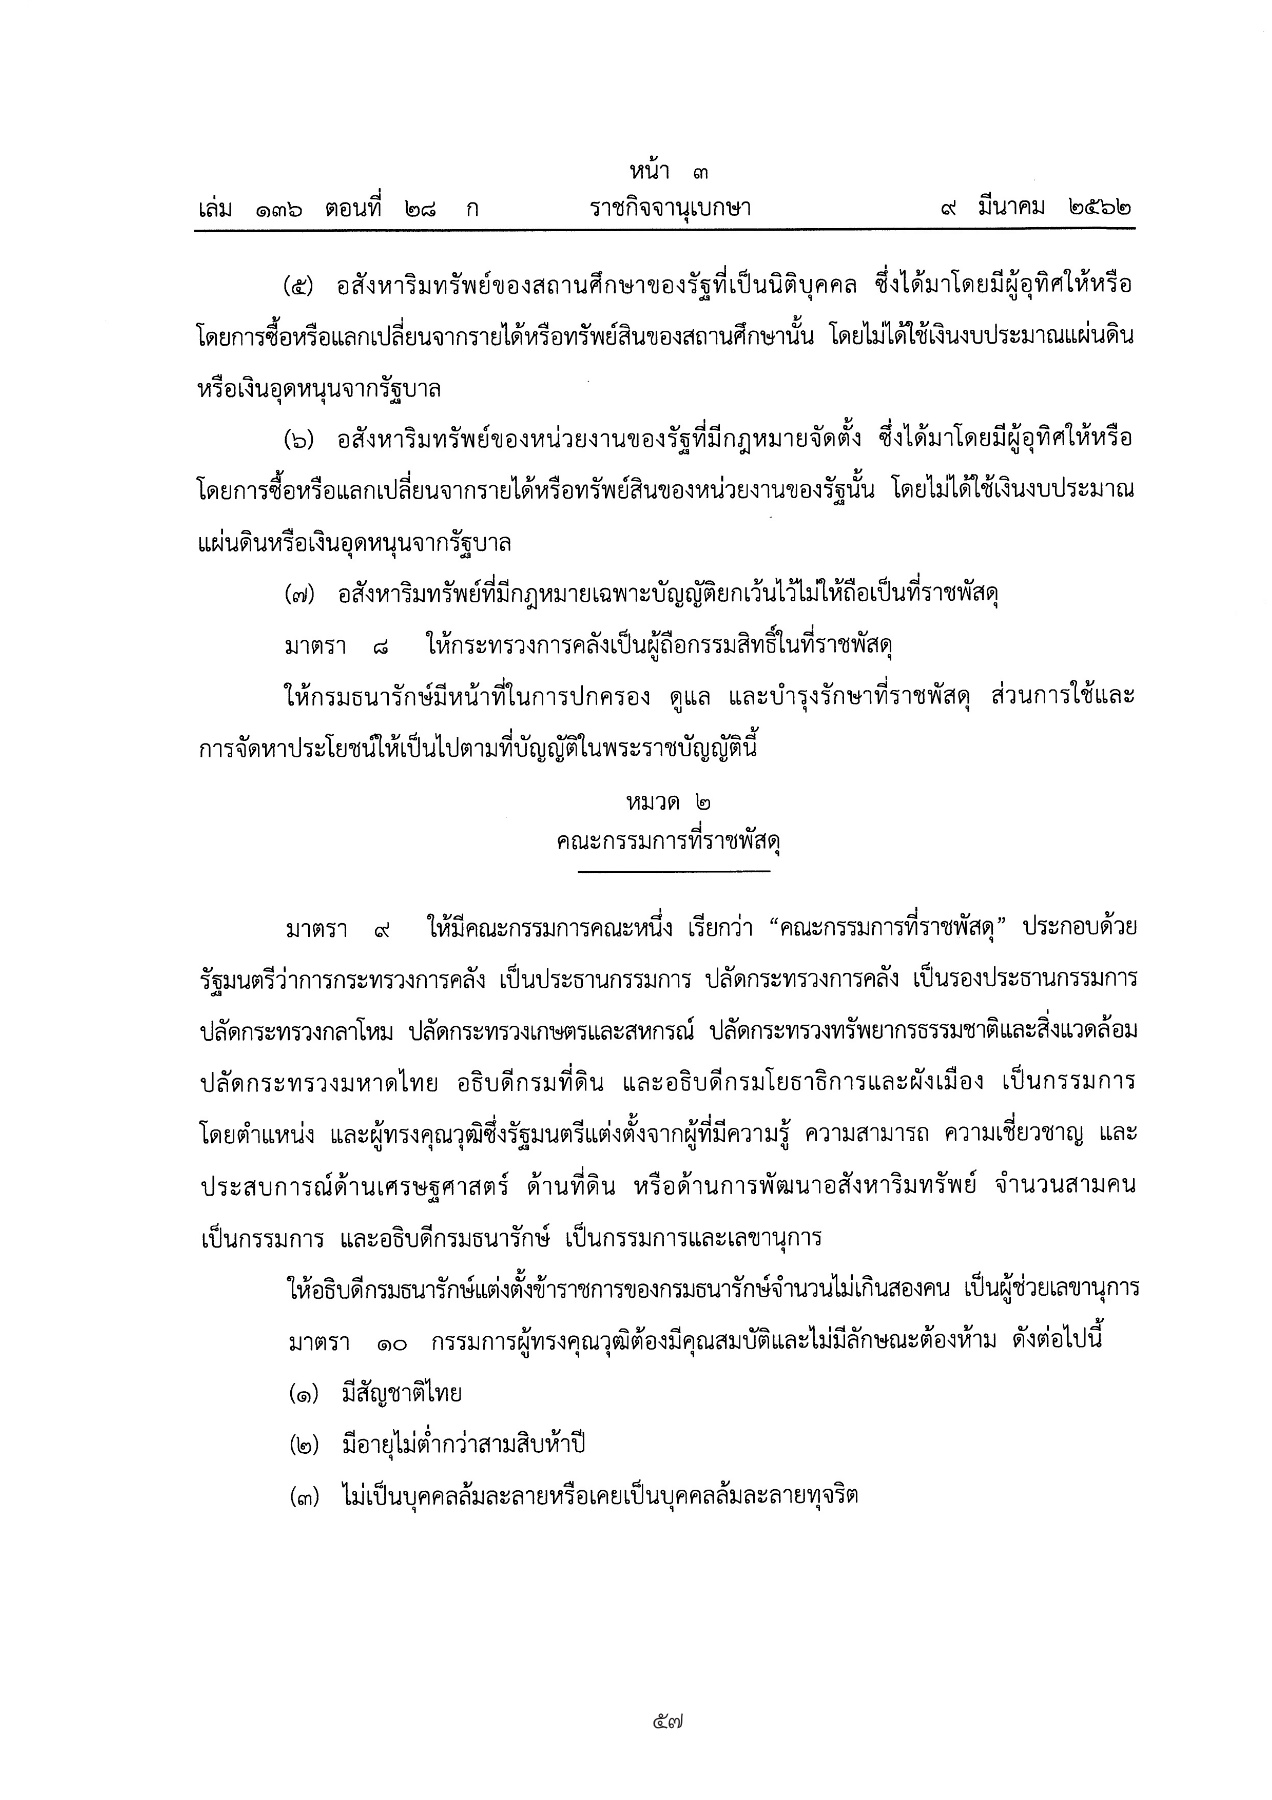 หน้า ๓
เล่ม ๑๓๖ ตอนที่ ๒๘ ก ราชกิจจานุเบกษา ๙ มีนาคม ๒๕๖๒
(๕) อสังหาริมทรัพย์ของสถานศึกษาของรัฐที่เป็นนิติบุคคล ซึ่งได้มาโดยมีผู้อุทิศให้หรือ
โดยการซื้อหรือแลกเปลี่ยนจากรายได้หรือทรัพย์สินของสถานศึกษานั้น โดยไม่ได้ใช้เงินงบประมาณแผ่นดิน
หรือเงินอุดหนุนจากรัฐบาล
(๖) อสังหาริมทรัพย์ของหน่วยงานของรัฐที่มีกฎหมายจัดตั้ง ซึ่งได้มาโดยมีผู้อุทิศให้หรือ
โดยการซื้อหรือแลกเปลี่ยนจากรายได้หรือทรัพย์สินของหน่วยงานของรัฐนั้น โดยไม่ได้ใช้เงินงบประมาณ
แผ่นดินหรือเงินอุดหนุนจากรัฐบาล
(๗) อสังหาริมทรัพย์ที่มีกฎหมายเฉพาะบัญญัติยกเว้นไว้ไม่ให้ถือเป็นที่ราชพัสดุ
มาตรา ๘ ให้กระทรวงการคลังเป็นผู้ถือกรรมสิทธิ์ในที่ราชพัสดุ
ให้กรมธนารักษ์มีหน้าที่ในการปกครอง ดูแล และบำรุงรักษาที่ราชพัสดุ ส่วนการใช้และ
การจัดหาประโยชน์ให้เป็นไปตามที่บัญญัติในพระราชบัญญัตินี้
หมวด ๒
คณะกรรมการที่ราชพัสดุ
มาตรา ๙ ให้มีคณะกรรมการคณะหนึ่ง เรียกว่า “คณะกรรมการที่ราชพัสดุ” ประกอบด้วย
รัฐมนตรีว่าการกระทรวงการคลัง เป็นประธานกรรมการ ปลัดกระทรวงการคลัง เป็นรองประธานกรรมการ
ปลัดกระทรวงกลาโหม ปลัดกระทรวงเกษตรและสหกรณ์ ปลัดกระทรวงทรัพยากรธรรมชาติและสิ่งแวดล้อม
ปลัดกระทรวงมหาดไทย อธิบดีกรมที่ดิน และอธิบดีกรมโยธาธิการและผังเมือง เป็นกรรมการ
โดยตำแหน่ง และผู้ทรงคุณวุฒิซึ่งรัฐมนตรีแต่งตั้งจากผู้ที่มีความรู้ ความสามารถ ความเชี่ยวชาญ และ
ประสบการณ์ด้านเศรษฐศาสตร์ ด้านที่ดิน หรือด้านการพัฒนาอสังหาริมทรัพย์ จำนวนสามคน
เป็นกรรมการ และอธิบดีกรมธนารักษ์ เป็นกรรมการและเลขานุการ
ให้อธิบดีกรมธนารักษ์แต่งตั้งข้าราชการของกรมธนารักษ์จำนวนไม่เกินสองคน เป็นผู้ช่วยเลขานุการ
มาตรา ๑๐ กรรมการผู้ทรงคุณวุฒิต้องมีคุณสมบัติและไม่มีลักษณะต้องห้าม ดังต่อไปนี้
(๑) มีสัญชาติไทย
(๒) มีอายุไม่ต่ำกว่าสามสิบห้าปี
(๓) ไม่เป็นบุคคลล้มละลายหรือเคยเป็นบุคคลล้มละลายทุจริต
๕๗